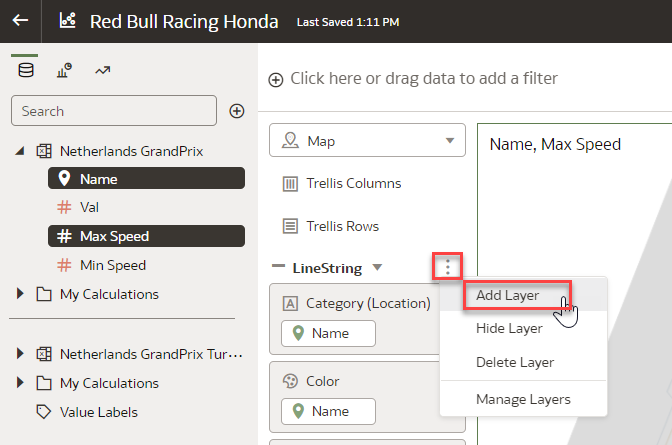 Red Bull Racing Honda
Last Saved 1:11 PM
Search
Netherlands GrandPrix
Name
Val
Max Speed
Min Speed
My Calculations
Netherlands GrandPrix Tur...
My Calculations
Value Labels
Click here or drag data to add a filter
Map
Trellis Columns
Trellis Rows
LineString
Category (Location)
Name
Color
Name
Name, Max Speed
Add Layer
Hide Layer
Delete Layer
Manage Layers